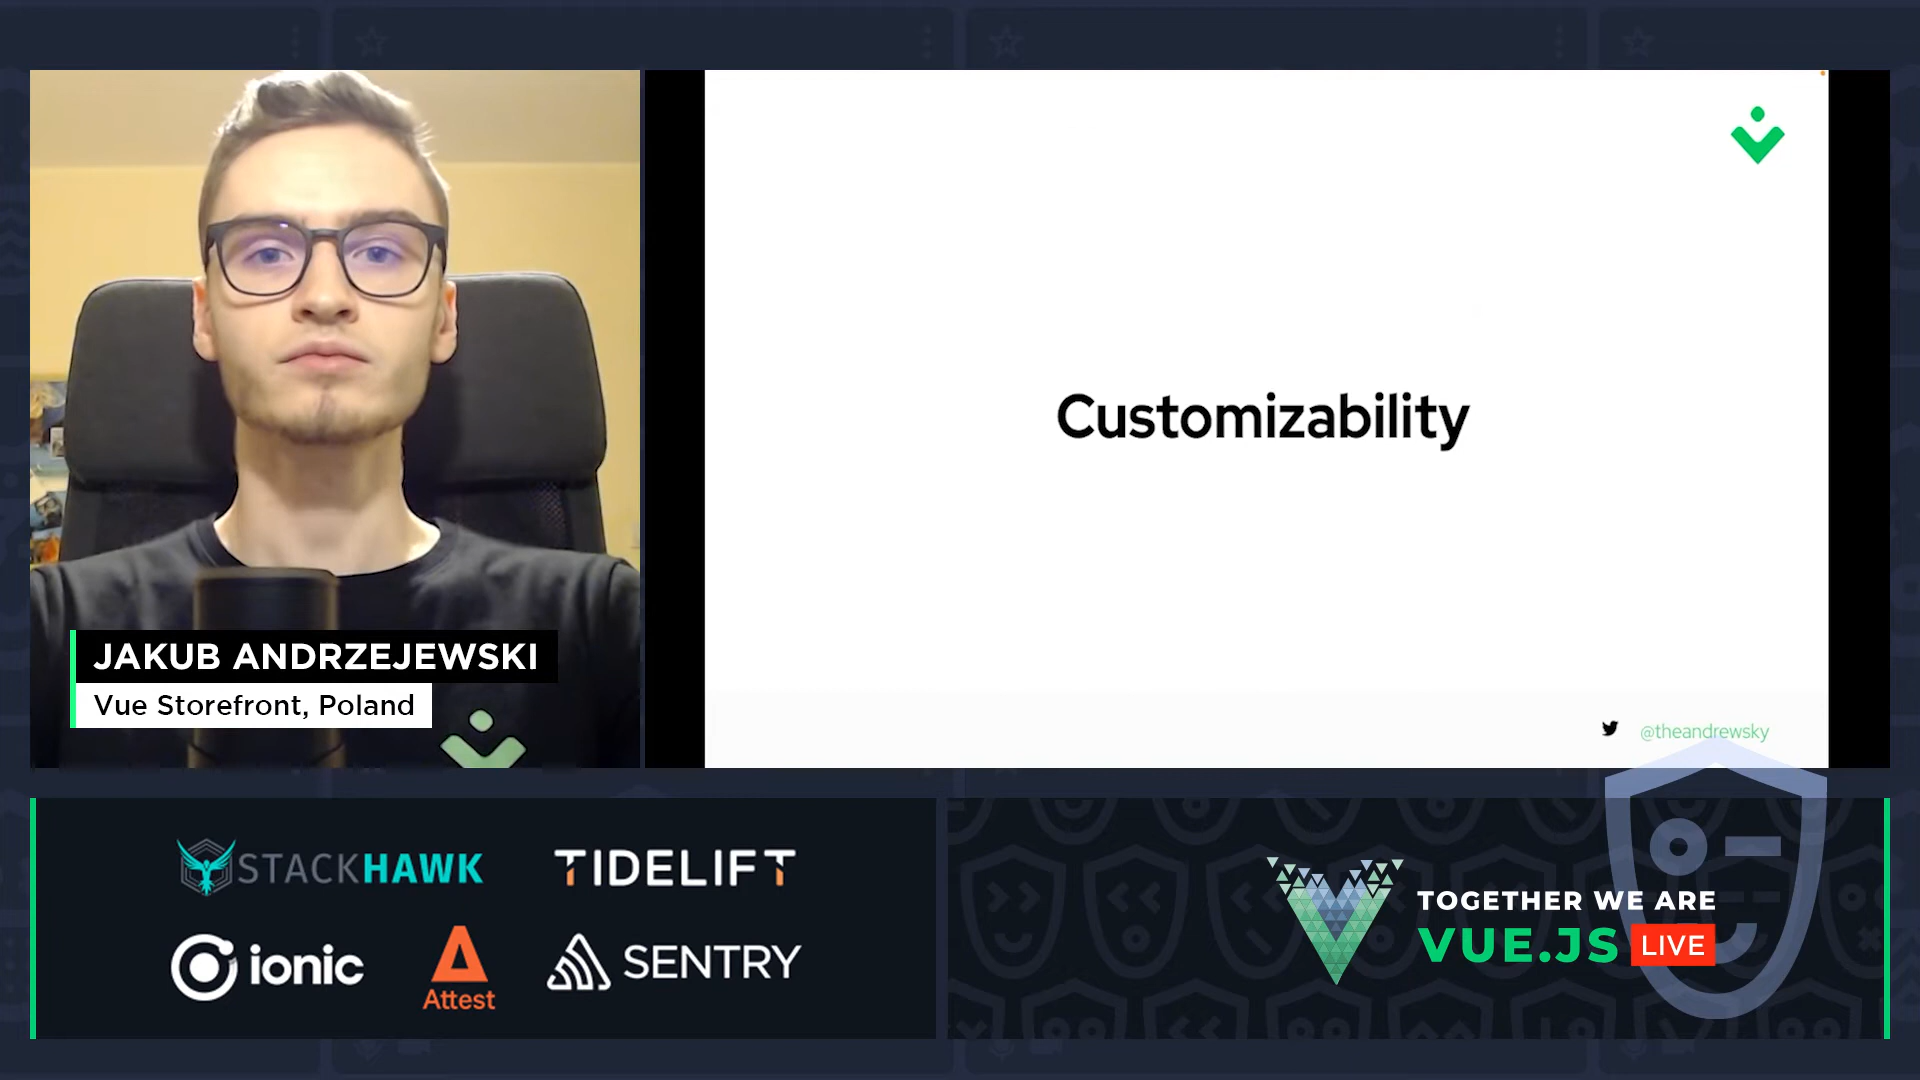 Customizability
JAKUB ANDRZEJEWSKI
Vue Storefront, Poland
@theandrewsky
STACKHAWK
TIDELIFT
ionic
Attest
SENTRY
TOGETHER WE ARE
VUE.JS LIVE